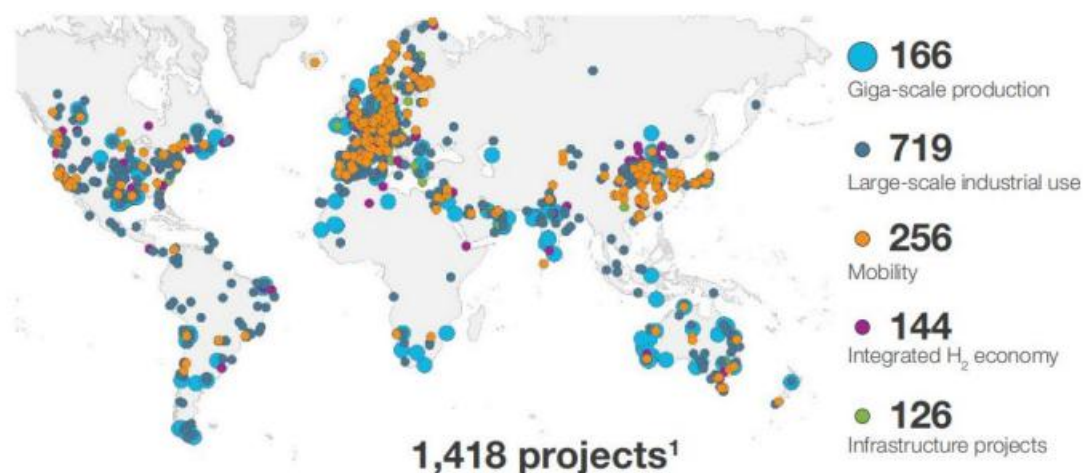 166
Giga-scale production
719
Large-scale industrial use
256
Mobility
144
Integrated H₂ economy
126
Infrastructure projects
1,418 projects¹